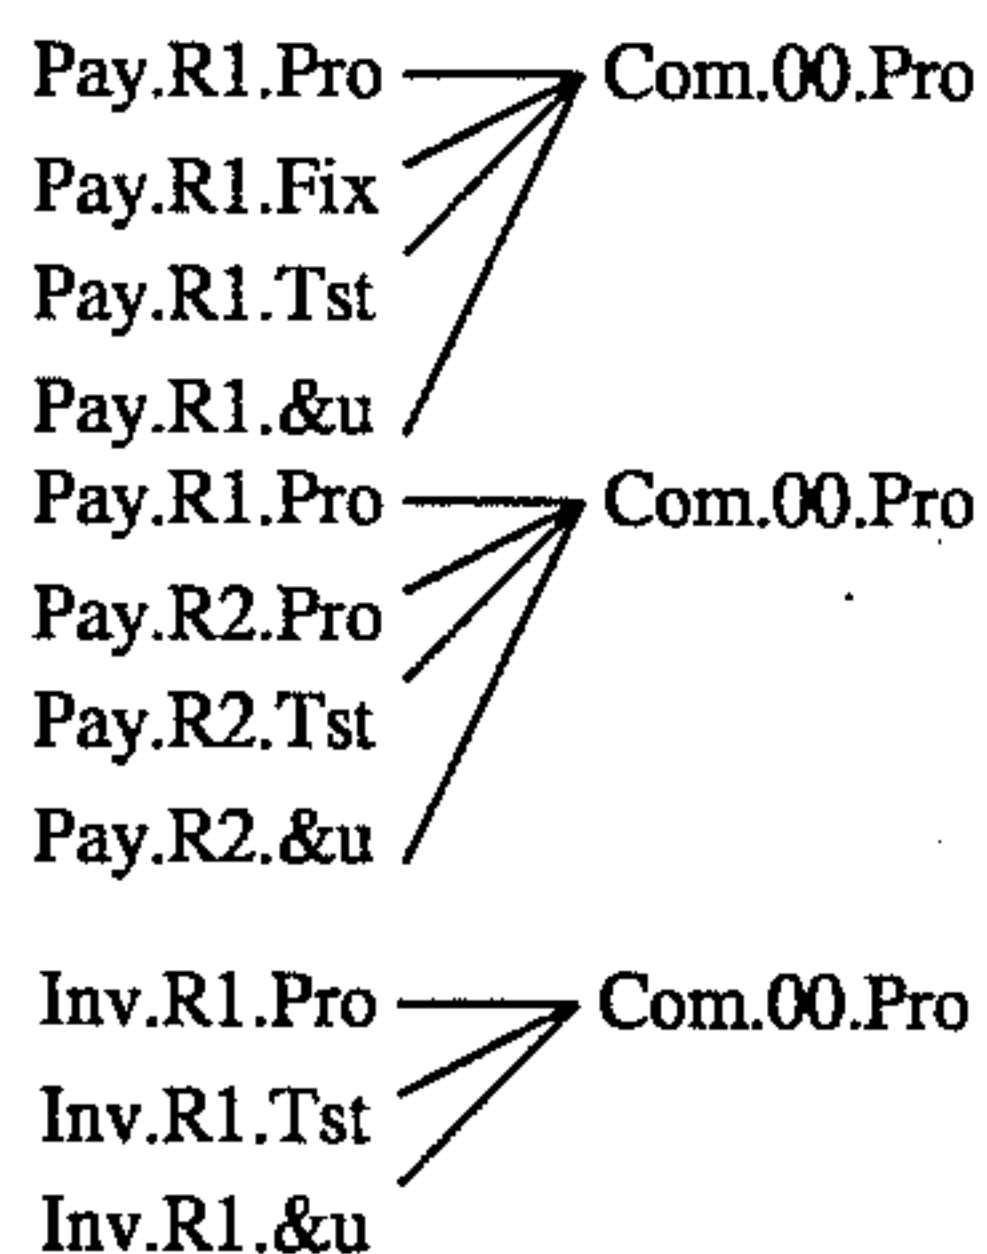 Pay.R1.Pro Com.00.Pro
Pay.R1.Fix
Pay.R1.Tst
Pay.R1.&u
Pay.R1.Pro Com.00.Pro
Pay.R2.Pro
Pay.R2.Tst
Pay.R2.&u
Inv.R1.Pro Com.00.Pro
Inv.R1.Tst
Inv.R1.&u